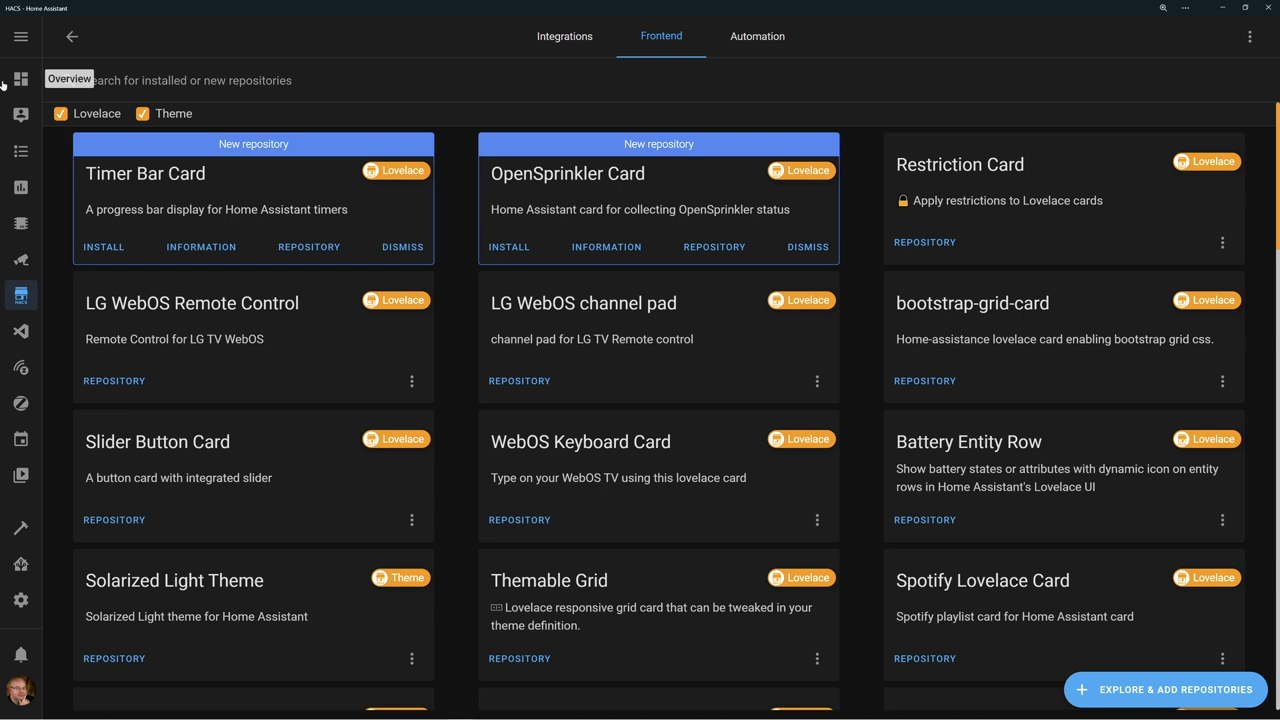 HACS - Home Assistant
Integrations
Frontend
Automation
Overview
earch for installed or new repositories
Lovelace
Theme
New repository
Timer Bar Card
Lovelace
A progress bar display for Home Assistant timers
INSTALL
INFORMATION
REPOSITORY
DISMISS
New repository
OpenSprinkler Card
Lovelace
Home Assistant card for collecting OpenSprinkler status
INSTALL
INFORMATION
REPOSITORY
DISMISS
Restriction Card
Lovelace
🔒 Apply restrictions to Lovelace cards
REPOSITORY
LG WebOS Remote Control
Lovelace
Remote Control for LG TV WebOS
REPOSITORY
LG WebOS channel pad
Lovelace
channel pad for LG TV Remote control
REPOSITORY
bootstrap-grid-card
Lovelace
Home-assistance lovelace card enabling bootstrap grid css.
REPOSITORY
HACS
Slider Button Card
Lovelace
A button card with integrated slider
REPOSITORY
WebOS Keyboard Card
Lovelace
Type on your WebOS TV using this lovelace card
REPOSITORY
Battery Entity Row
Lovelace
Show battery states or attributes with dynamic icon on entity
rows in Home Assistant's Lovelace UI
REPOSITORY
Solarized Light Theme
Theme
Solarized Light theme for Home Assistant
REPOSITORY
Themable Grid
Lovelace
Lovelace responsive grid card that can be tweaked in your
theme definition.
REPOSITORY
Spotify Lovelace Card
Lovelace
Spotify playlist card for Home Assistant card
REPOSITORY
EXPLORE & ADD REPOSITORIES